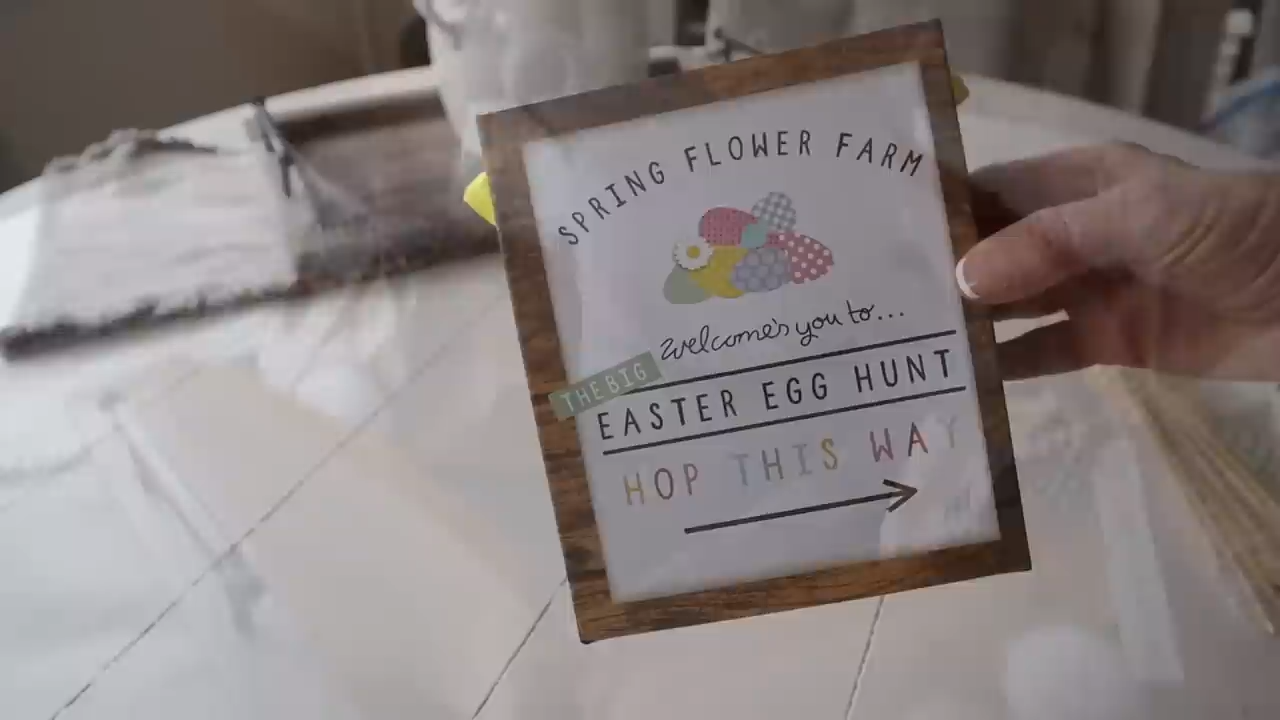 SPRING FLOWER FARM
welcome's you to...
THE BIG
EASTER EGG HUNT
HOP THIS WAY